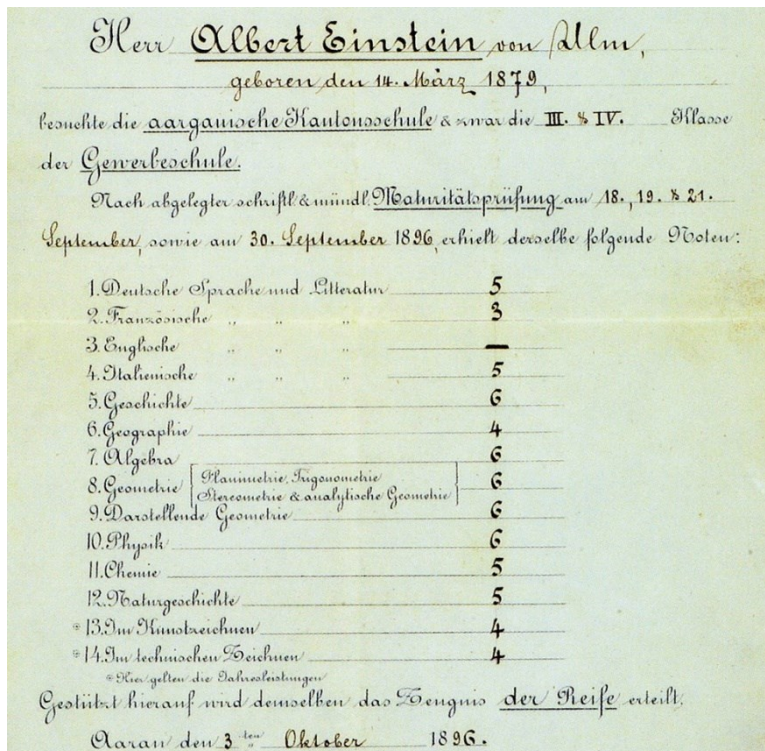 Herr Albert Einstein von Ulm,
geboren den 14. März 1879,
besuchte die aargauische Kantonsschule & zwar die III. & IV. Klasse
der Gewerbeschule.
Nach abgelegter schriftl. & mündl. Maturitätsprüfung am 18., 19. & 21.
September, sowie am 30. September 1896, erhielt derselbe folgende Noten:
1. Deutsche Sprache und Litteratur 5
2. Französische „ „ „ 3
3. Englische „ „ „ —
4. Italienische „ „ „ 5
5. Geschichte 6
6. Geographie 4
7. Algebra 6
8. Geometrie [Planimetrie, Trigonometrie
Stereometrie & analytische Geometrie] 6
9. Darstellende Geometrie 6
10. Physik 6
11. Chemie 5
12. Naturgeschichte 5
* 13. Im Kunstzeichnen 4
* 14. Im technischen Zeichnen 4
* Hier gelten die Jahresleistungen
Gestützt hierauf wird demselben das Zeugnis der Reife erteilt.
Aarau den 3ten Oktober 1896.